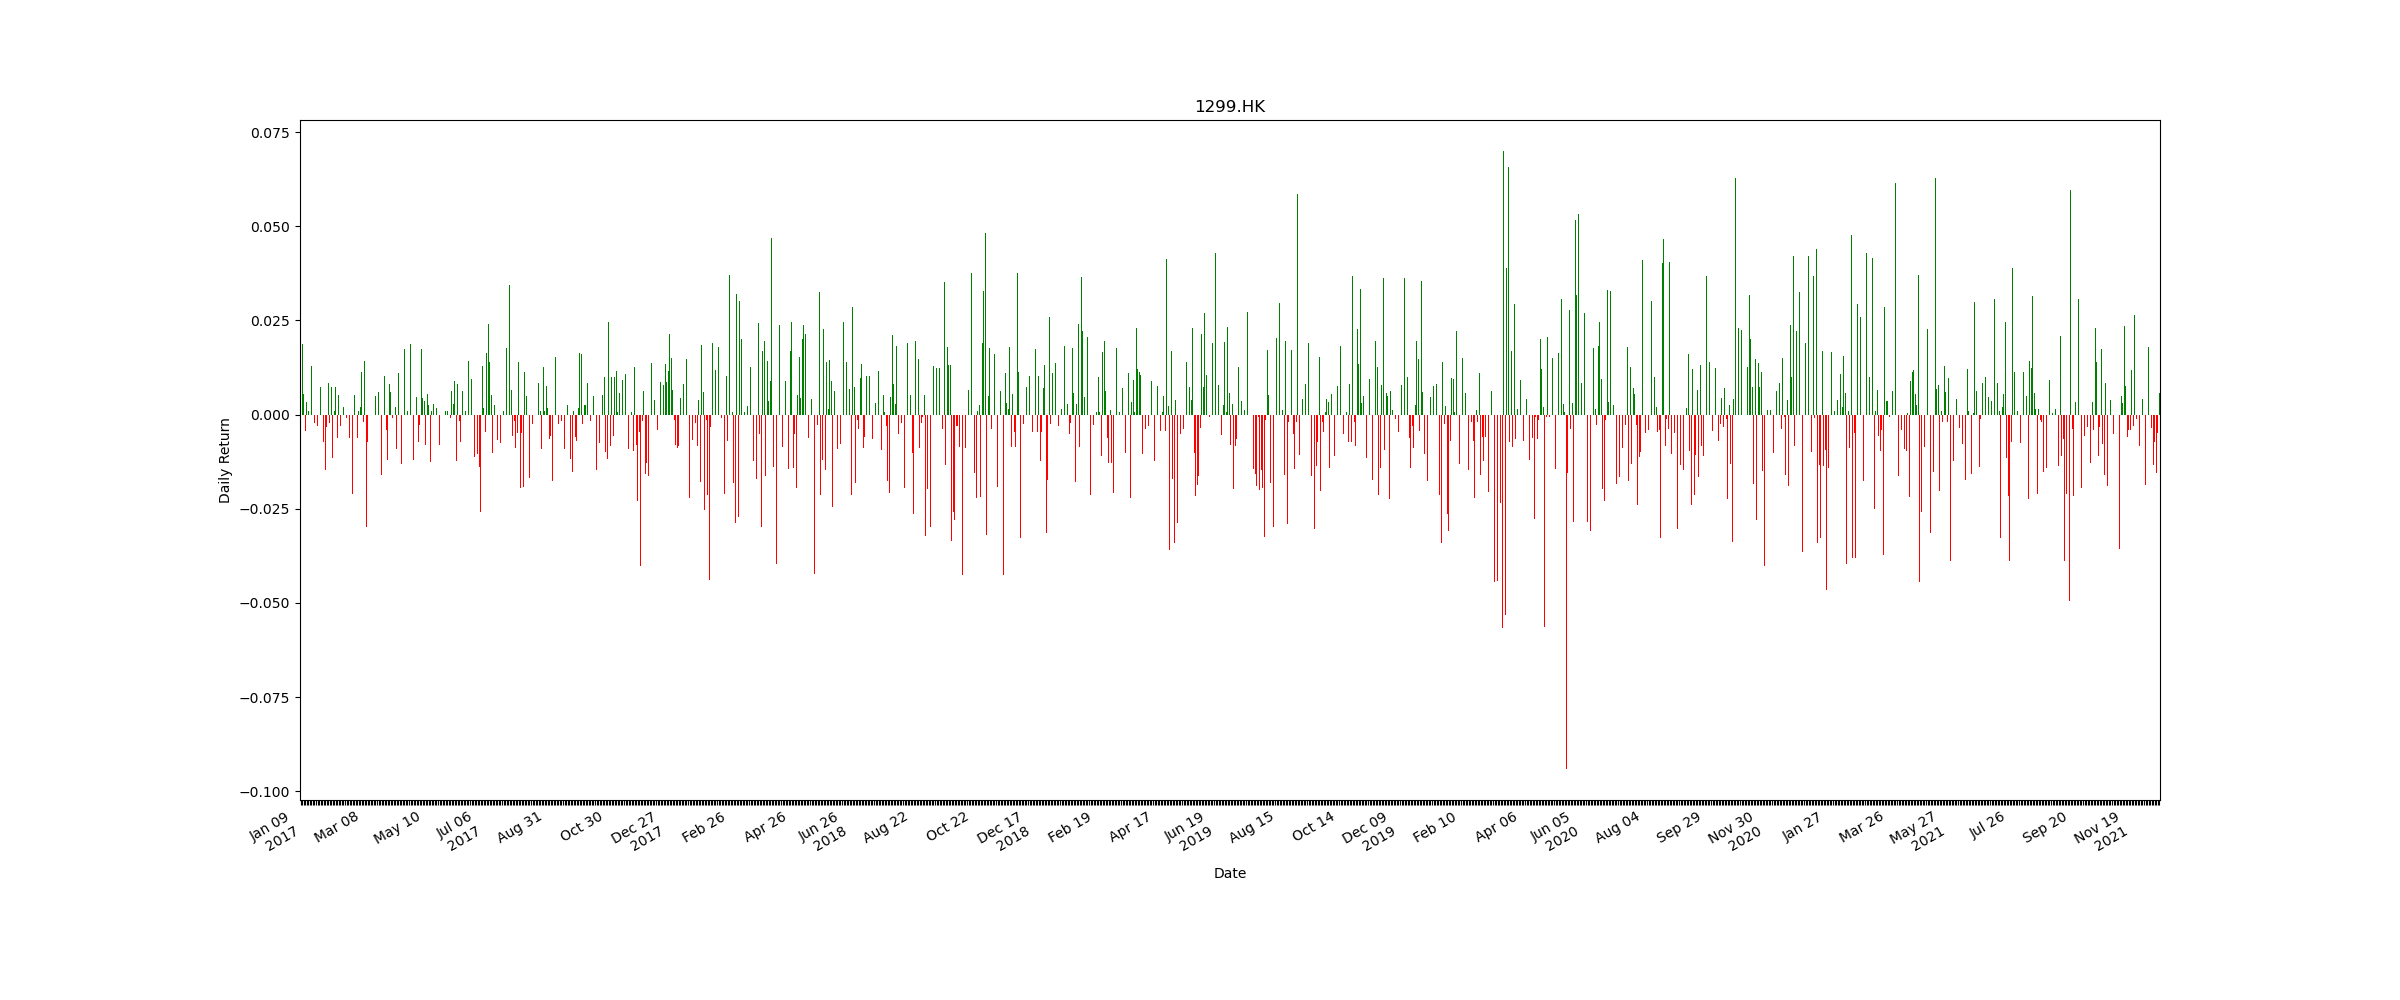 1299.HK
0.075
0.050
0.025
0.000
−0.025
−0.050
−0.075
−0.100
Daily Return
Jan 09
2017
Mar 08
May 10
Jul 06
2017
Aug 31
Oct 30
Dec 27
2017
Feb 26
Apr 26
Jun 26
2018
Aug 22
Oct 22
Dec 17
2018
Feb 19
Apr 17
Jun 19
2019
Aug 15
Oct 14
Dec 09
2019
Feb 10
Apr 06
Jun 05
2020
Aug 04
Sep 29
Nov 30
2020
Jan 27
Mar 26
May 27
2021
Jul 26
Sep 20
Nov 19
2021
Date